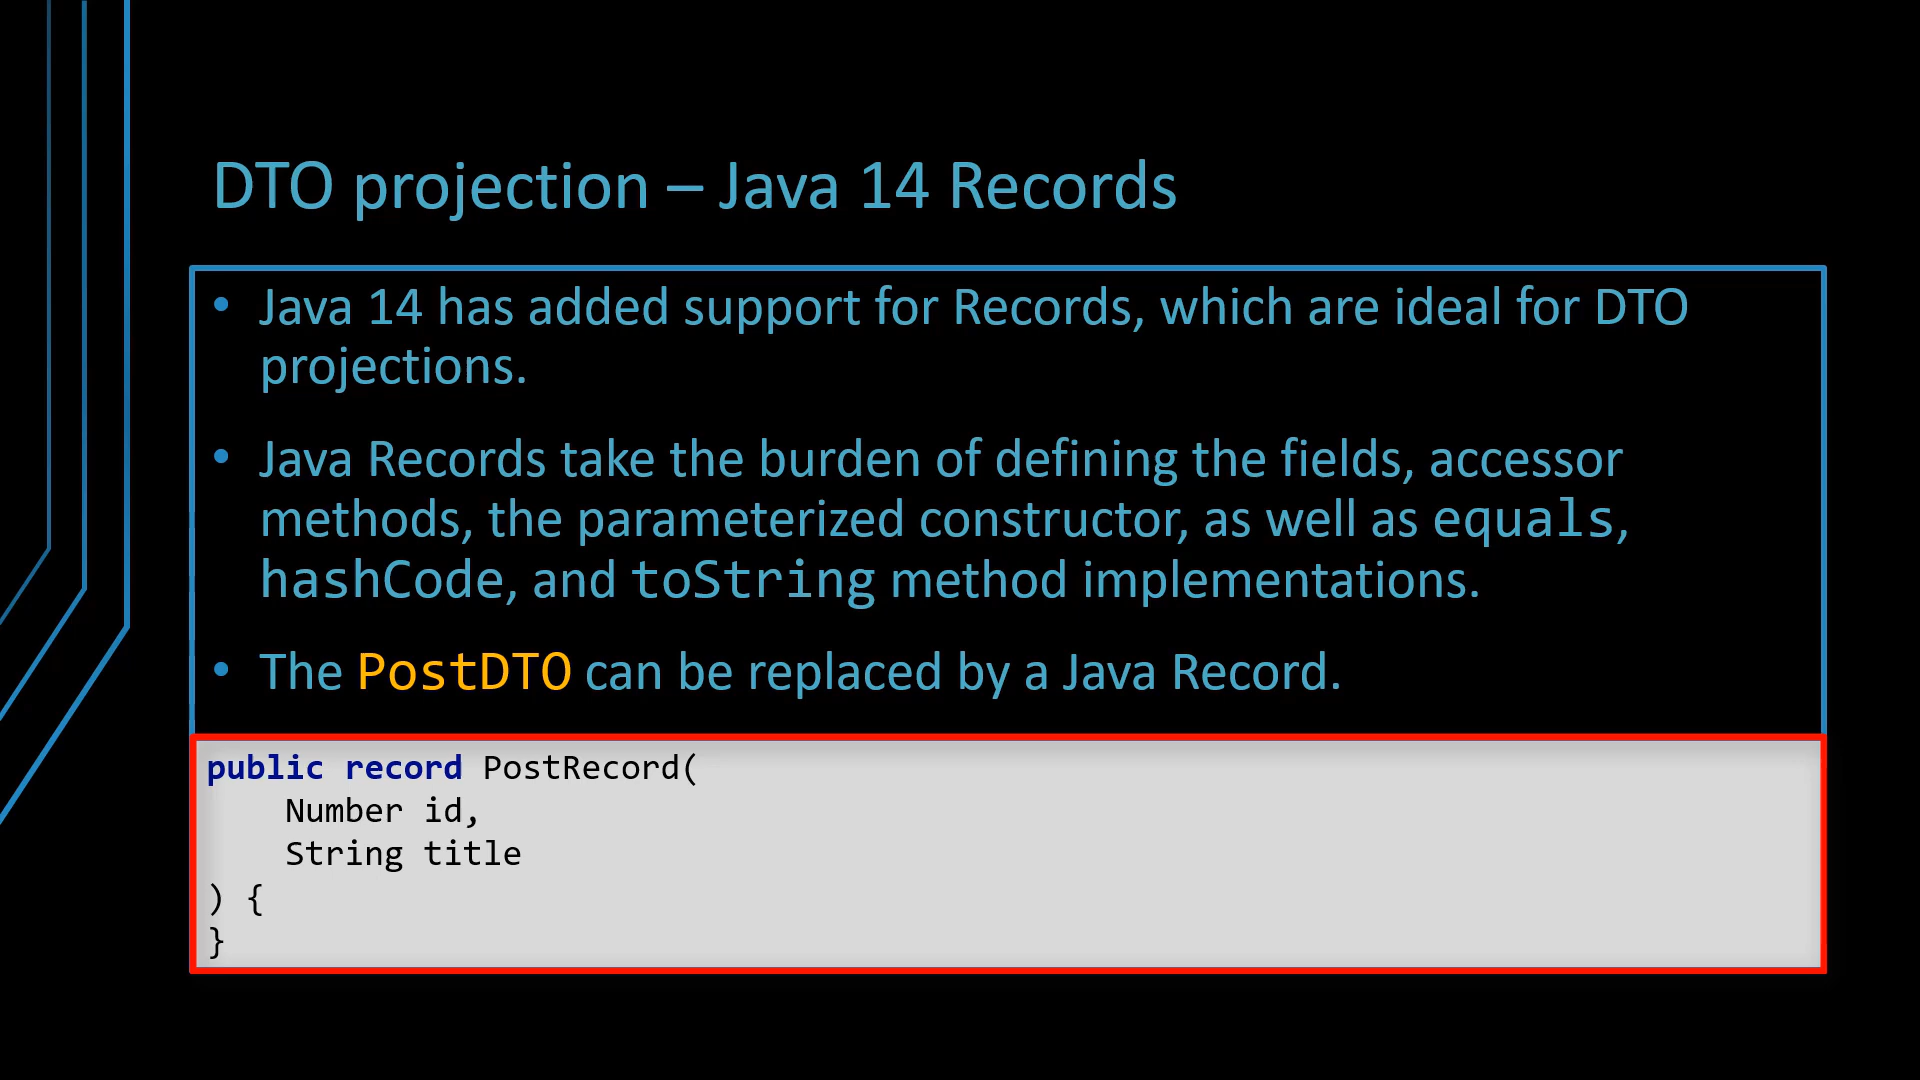 DTO projection – Java 14 Records
• Java 14 has added support for Records, which are ideal for DTO
projections.
• Java Records take the burden of defining the fields, accessor
methods, the parameterized constructor, as well as equals,
hashCode, and toString method implementations.
• The PostDTO can be replaced by a Java Record.
public record PostRecord(
    Number id,
    String title
) {
}